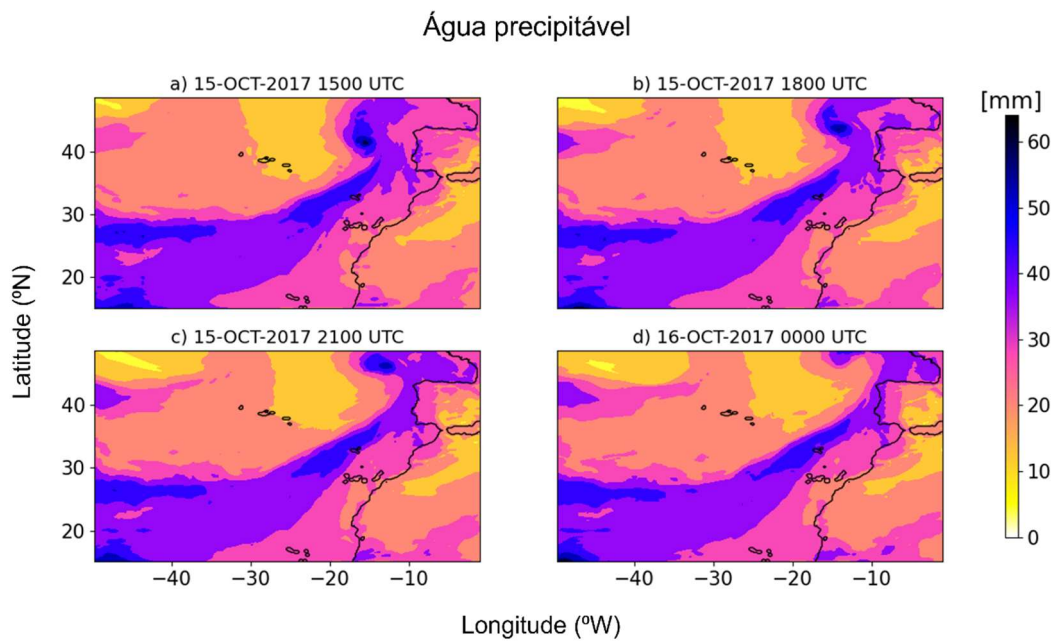 Água precipitável
a) 15-OCT-2017 1500 UTC
b) 15-OCT-2017 1800 UTC
[mm]
40
30
20
60
50
40
30
20
10
0
c) 15-OCT-2017 2100 UTC
d) 16-OCT-2017 0000 UTC
40
30
20
Latitude (ºN)
−40 −30 −20 −10
−40 −30 −20 −10
Longitude (ºW)